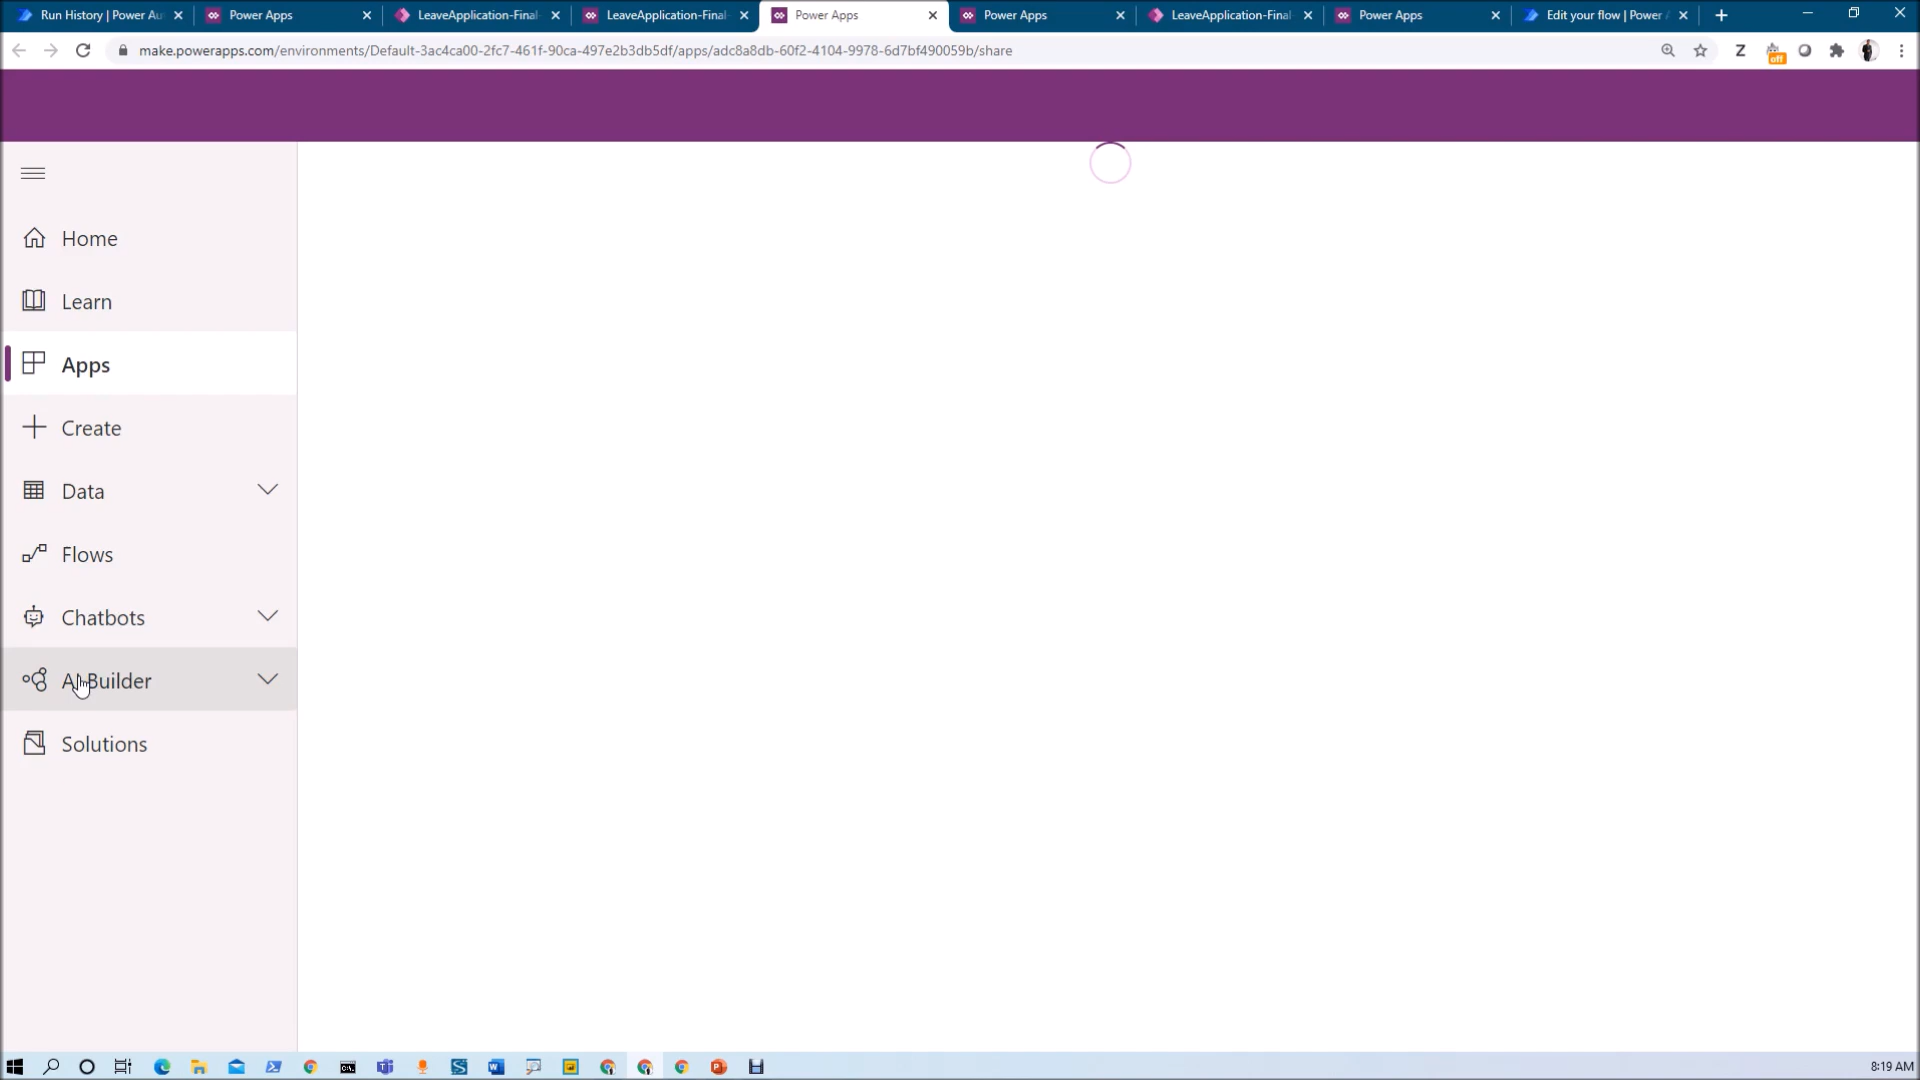 Run History | Power Au
Power Apps
LeaveApplication-Final
LeaveApplication-Final
Power Apps
Power Apps
LeaveApplication-Final
Power Apps
Edit your flow | Power A
make.powerapps.com/environments/Default-3ac4ca00-2fc7-461f-90ca-497e2b3db5df/apps/adc8a8db-60f2-4104-9978-6d7bf490059b/share
Z
off
Home
Learn
Apps
Create
Data
Flows
Chatbots
AI Builder
Solutions
8:19 AM